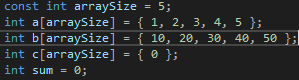 const int arraySize = 5;
int a[arraySize] = { 1, 2, 3, 4, 5 };
int b[arraySize] = { 10, 20, 30, 40, 50 };
int c[arraySize] = { 0 };
int sum = 0;